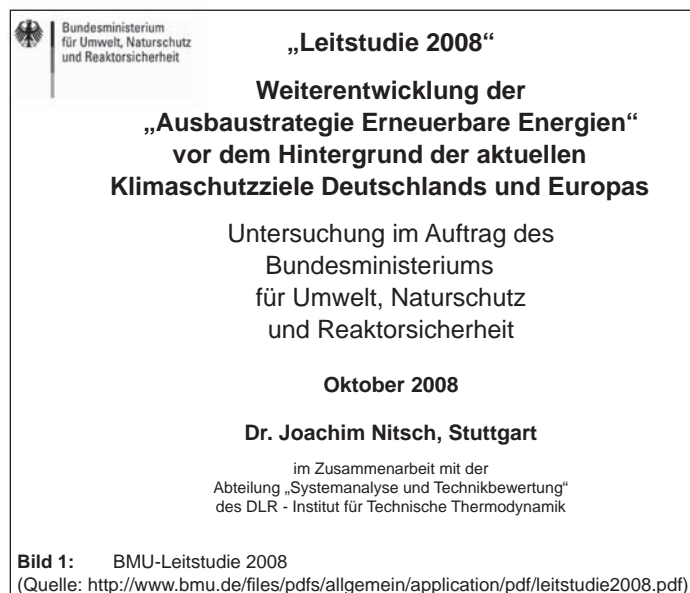 Bundesministerium
für Umwelt, Naturschutz
und Reaktorsicherheit
„Leitstudie 2008“
Weiterentwicklung der
„Ausbaustrategie Erneuerbare Energien“
vor dem Hintergrund der aktuellen
Klimaschutzziele Deutschlands und Europas
Untersuchung im Auftrag des
Bundesministeriums
für Umwelt, Naturschutz
und Reaktorsicherheit
Oktober 2008
Dr. Joachim Nitsch, Stuttgart
im Zusammenarbeit mit der
Abteilung „Systemanalyse und Technikbewertung“
des DLR - Institut für Technische Thermodynamik
Bild 1: BMU-Leitstudie 2008
(Quelle: http://www.bmu.de/files/pdfs/allgemein/application/pdf/leitstudie2008.pdf)